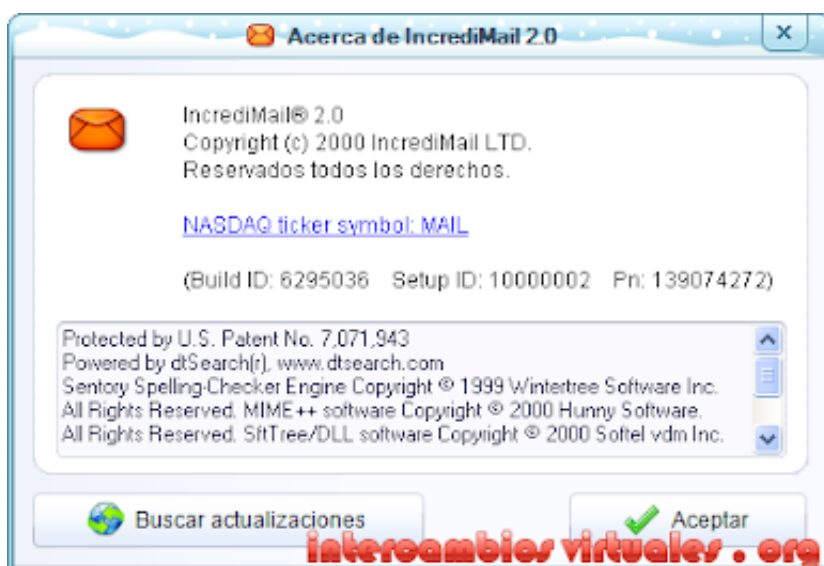 Acerca de IncrediMail 2.0
IncrediMail® 2.0
Copyright (c) 2000 IncrediMail LTD.
Reservados todos los derechos.
NASDAQ ticker symbol: MAIL
(Build ID: 6295036 Setup ID: 10000002 Pn: 139074272)
Protected by U.S. Patent No. 7,071,943
Powered by dtSearch(r), www.dtsearch.com
Sentory Spelling-Checker Engine Copyright © 1999 Wintertree Software Inc.
All Rights Reserved. MIME++ software Copyright © 2000 Hunny Software.
All Rights Reserved. SftTree/DLL software Copyright © 2000 Softel vdm Inc.
Buscar actualizaciones
Aceptar
intercambios virtuales . org